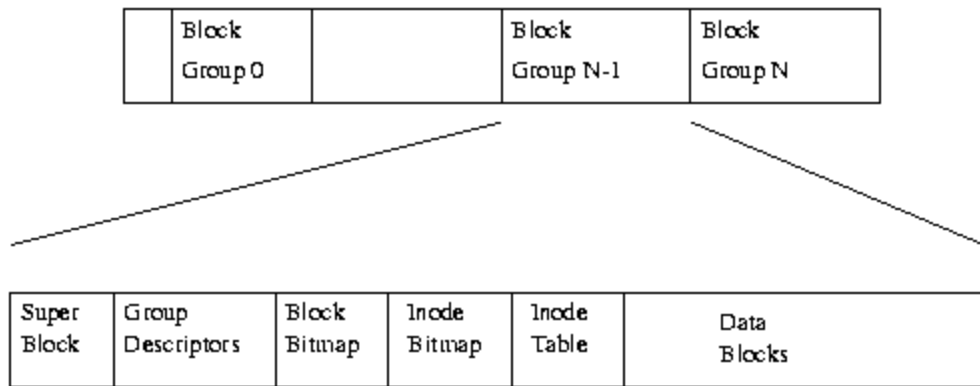 Block
Group 0
Block
Group N-1
Block
Group N
Super
Block
Group
Descriptors
Block
Bitmap
Inode
Bitmap
Inode
Table
Data
Blocks